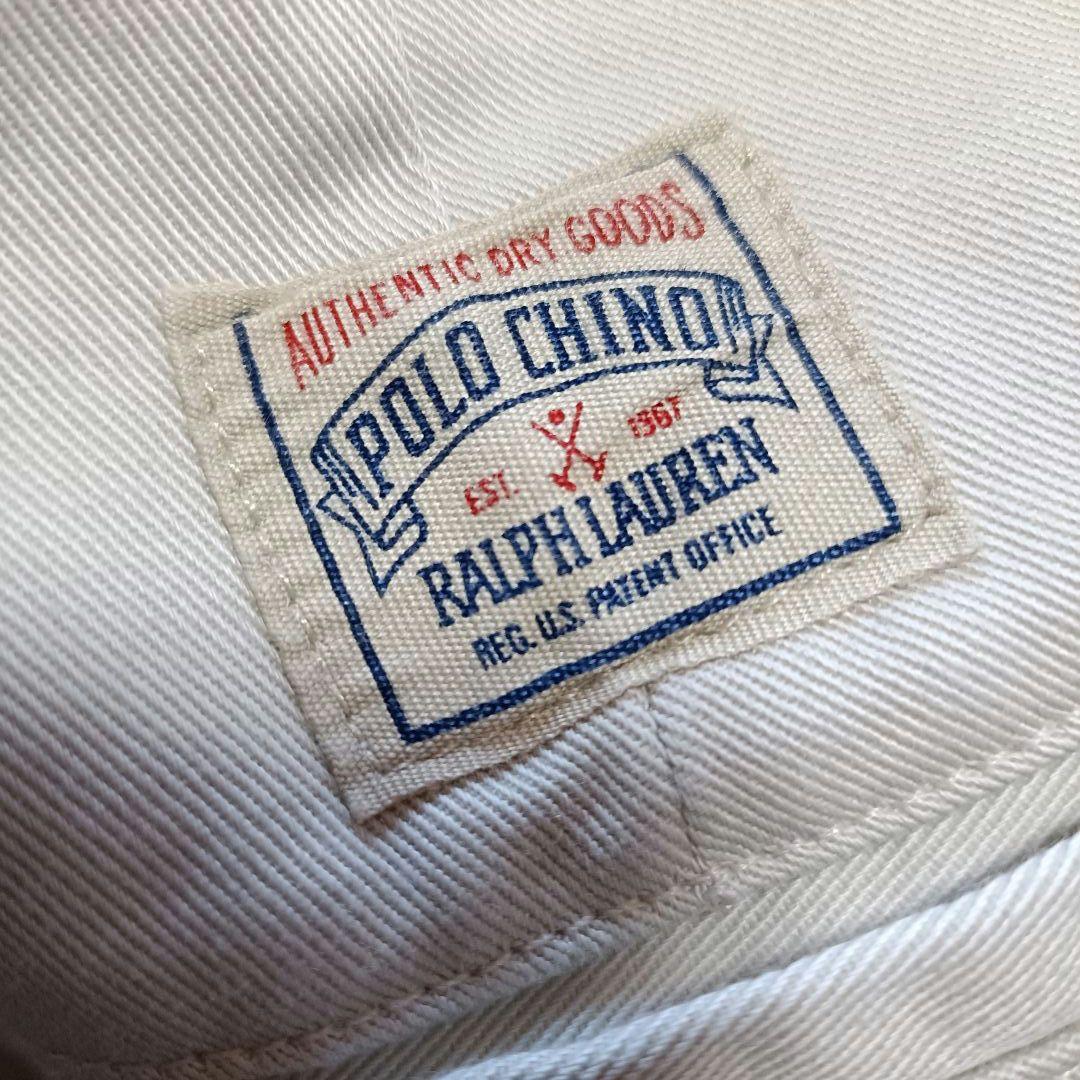 AUTHENTIC DRY GOODS
POLO CHINO
EST. 1967
RALPH LAUREN
REG. U.S. PATENT OFFICE